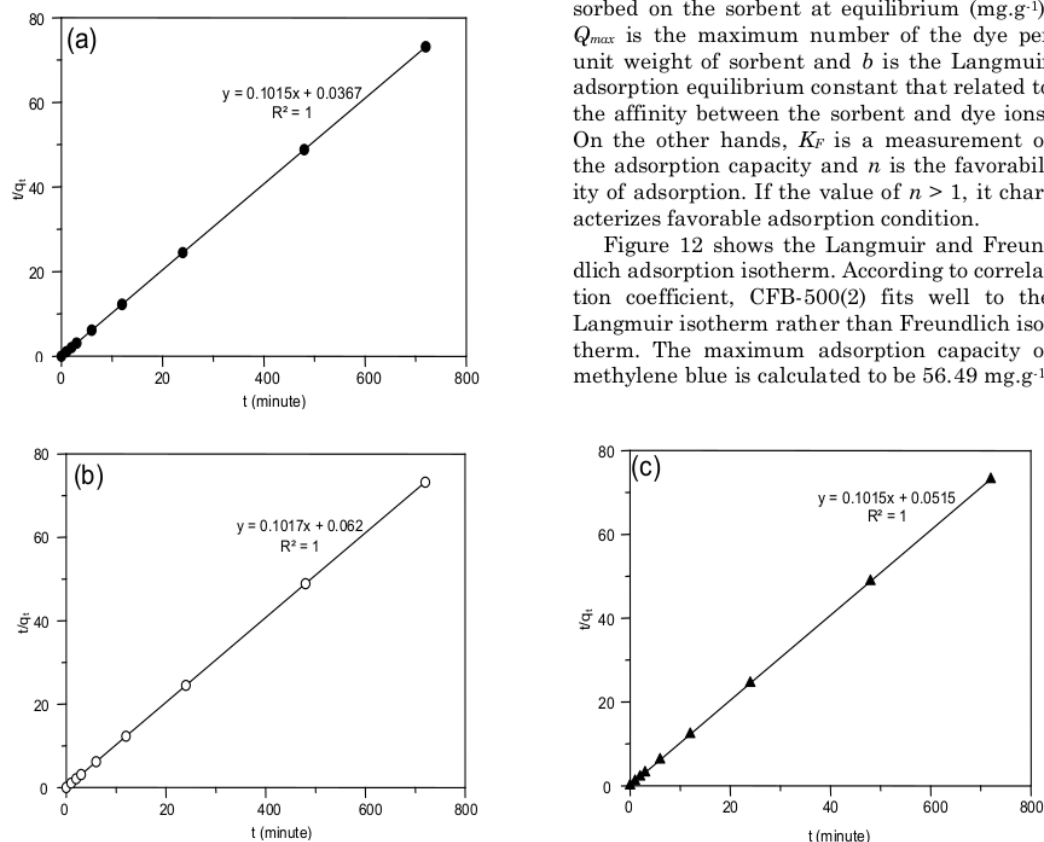 80
(a)
y = 0.1015x + 0.0367
R² = 1
60
t/qt
40
20
0
0 20 400 600 800
t (minute)
sorbed on the sorbent at equilibrium (mg.g-1)
Qmax is the maximum number of the dye per
unit weight of sorbent and b is the Langmuir
adsorption equilibrium constant that related to
the affinity between the sorbent and dye ions
On the other hands, KF is a measurement o
the adsorption capacity and n is the favorabil
ity of adsorption. If the value of n > 1, it char
acterizes favorable adsorption condition.
Figure 12 shows the Langmuir and Freun
dlich adsorption isotherm. According to correla
tion coefficient, CFB-500(2) fits well to the
Langmuir isotherm rather than Freundlich iso
therm. The maximum adsorption capacity o
methylene blue is calculated to be 56.49 mg.g-1
80
(b)
y = 0.1017x + 0.062
R² = 1
60
t/qt
40
20
0
0 20 400 600 800
t (minute)
80
(c)
y = 0.1015x + 0.0515
R² = 1
60
t/qt
40
20
0
0 20 40 600 800
t (minute)